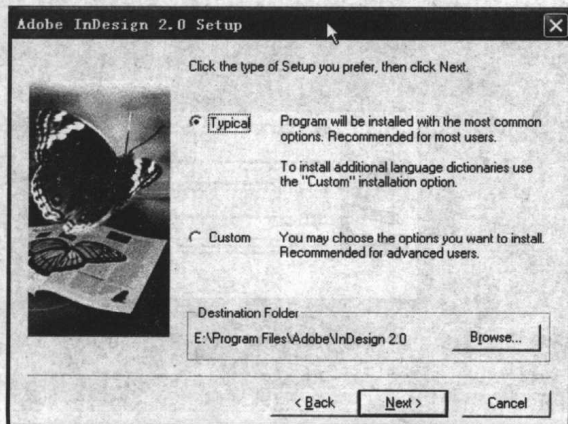 Adobe InDesign 2.0 Setup
Click the type of Setup you prefer, then click Next.
Typical
Program will be installed with the most common
options. Recommended for most users.
To install additional language dictionaries use
the "Custom" installation option.
Custom
You may choose the options you want to install.
Recommended for advanced users.
Destination Folder
E:\Program Files\Adobe\InDesign 2.0
Browse...
< Back
Next >
Cancel